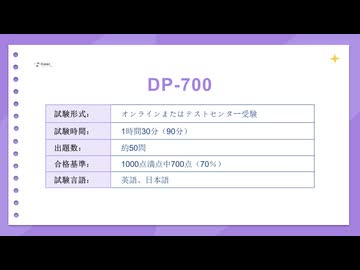 DP-700
試験形式： オンラインまたはテストセンター受験
試験時間： 1時間30分（90分）
出題数： 約50問
合格基準： 1000点満点中700点（70％）
試験言語： 英語、日本語